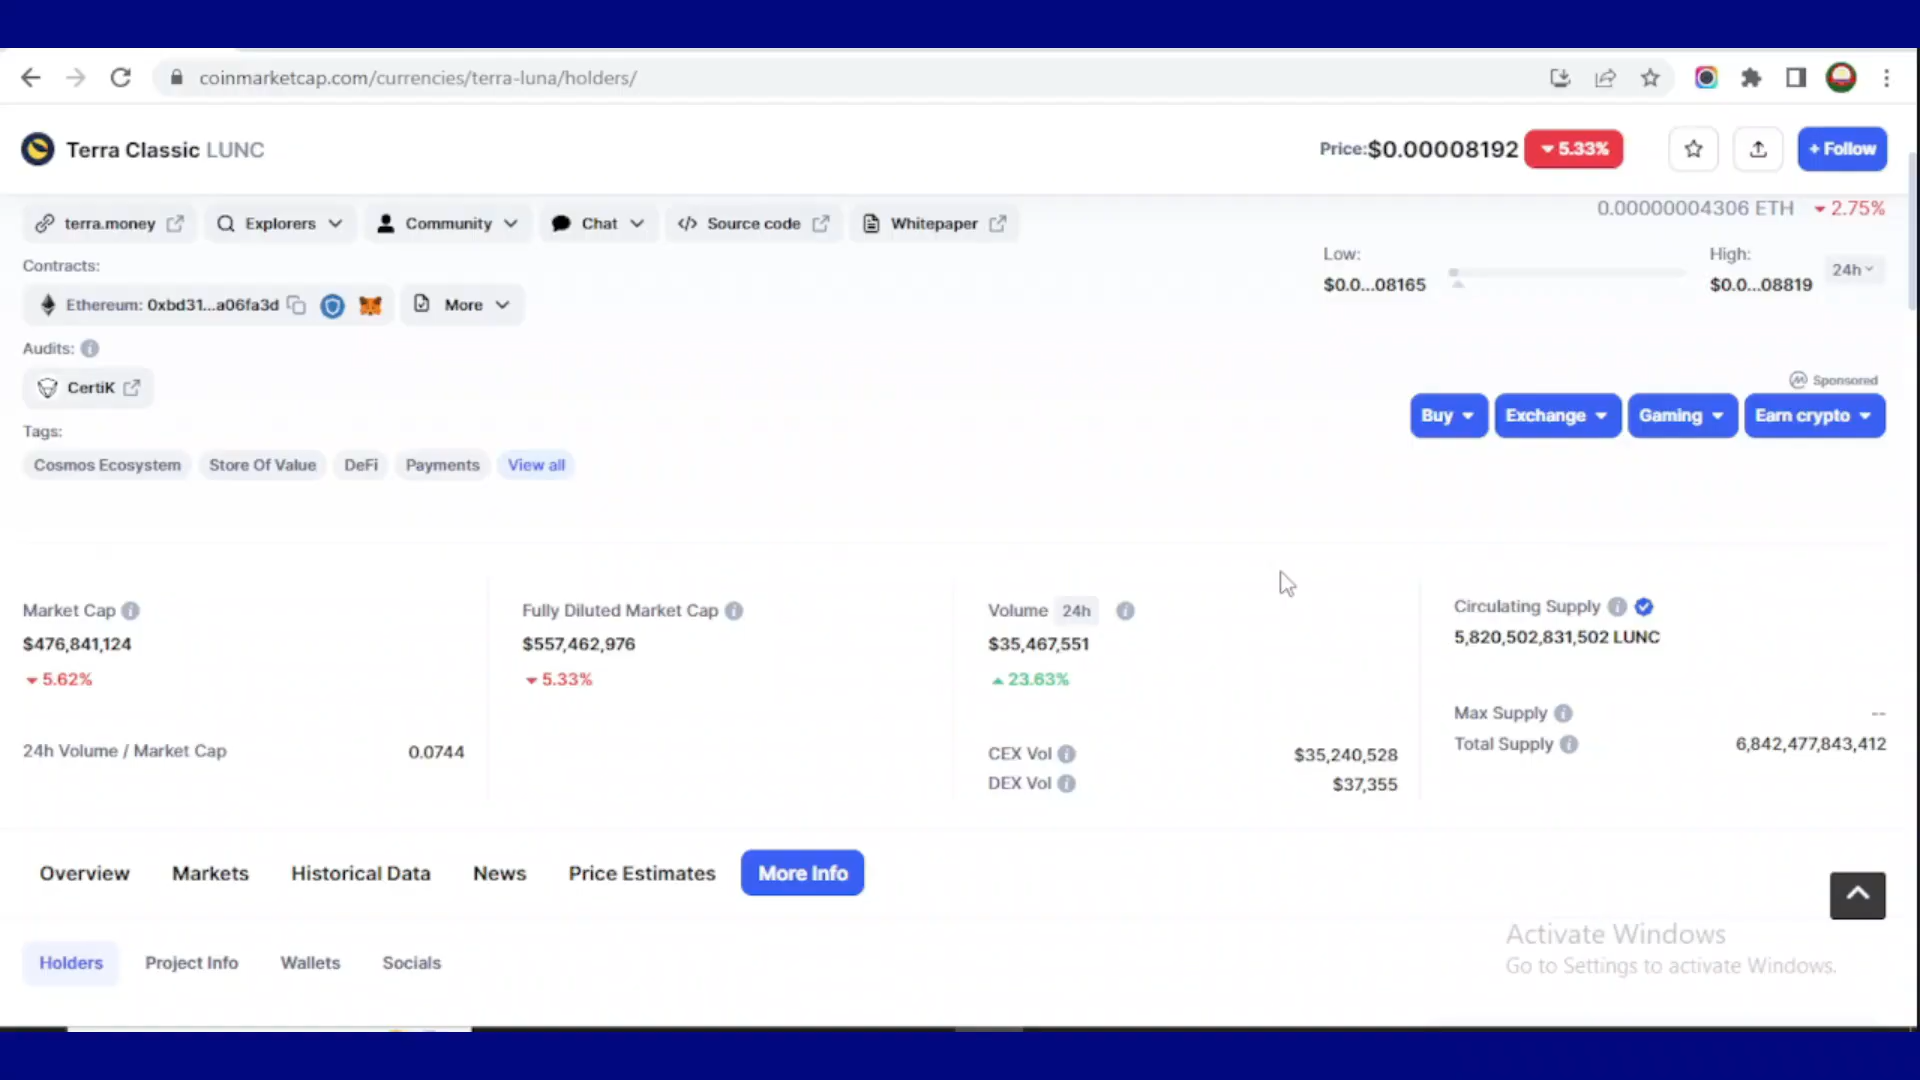 coinmarketcap.com/currencies/terra-luna/holders/
Terra Classic LUNC
Price:$0.00008192 5.33%
+ Follow
0.00000004306 ETH 2.75%
terra.money Explorers Community Chat Source code Whitepaper
Contracts:
Low:
High:
$0.0...08165
$0.0...08819
24h
Ethereum: 0xbd31...a06fa3d
More
Audits:
CertiK
Sponsored
Buy Exchange Gaming Earn crypto
Tags:
Cosmos Ecosystem Store Of Value DeFi Payments View all
Market Cap
$476,841,124
5.62%
24h Volume / Market Cap 0.0744
Fully Diluted Market Cap
$557,462,976
5.33%
Volume 24h
$35,467,551
23.63%
CEX Vol $35,240,528
DEX Vol $37,355
Circulating Supply
5,820,502,831,502 LUNC
Max Supply --
Total Supply 6,842,477,843,412
Overview Markets Historical Data News Price Estimates More Info
Holders Project Info Wallets Socials
Activate Windows
Go to Settings to activate Windows.